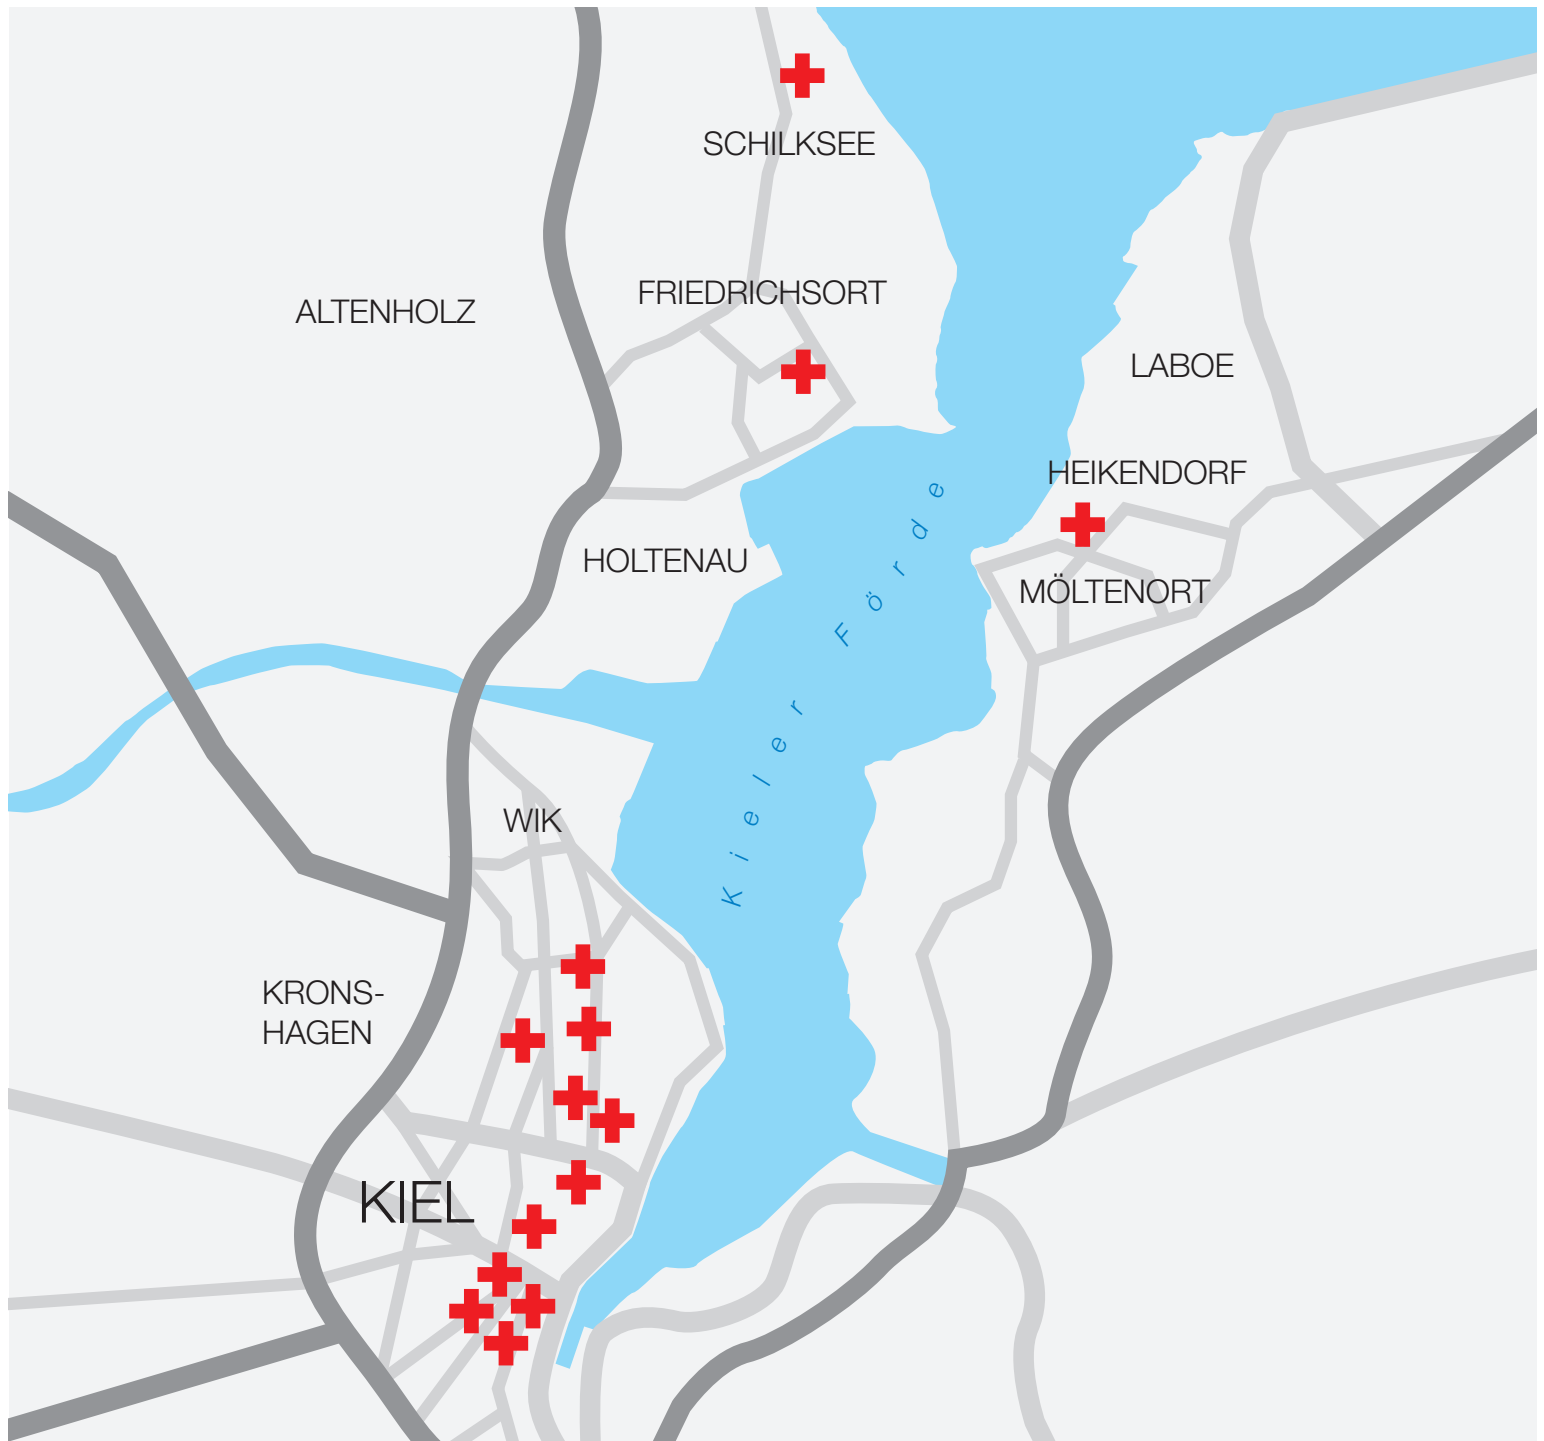 SCHILKSEE
FRIEDRICHSORT
ALTENHOLZ
LABOE
HEIKENDORF
HOLTENAU
MÖLTENORT
Kieler Förde
WIK
KRONS-
HAGEN
KIEL